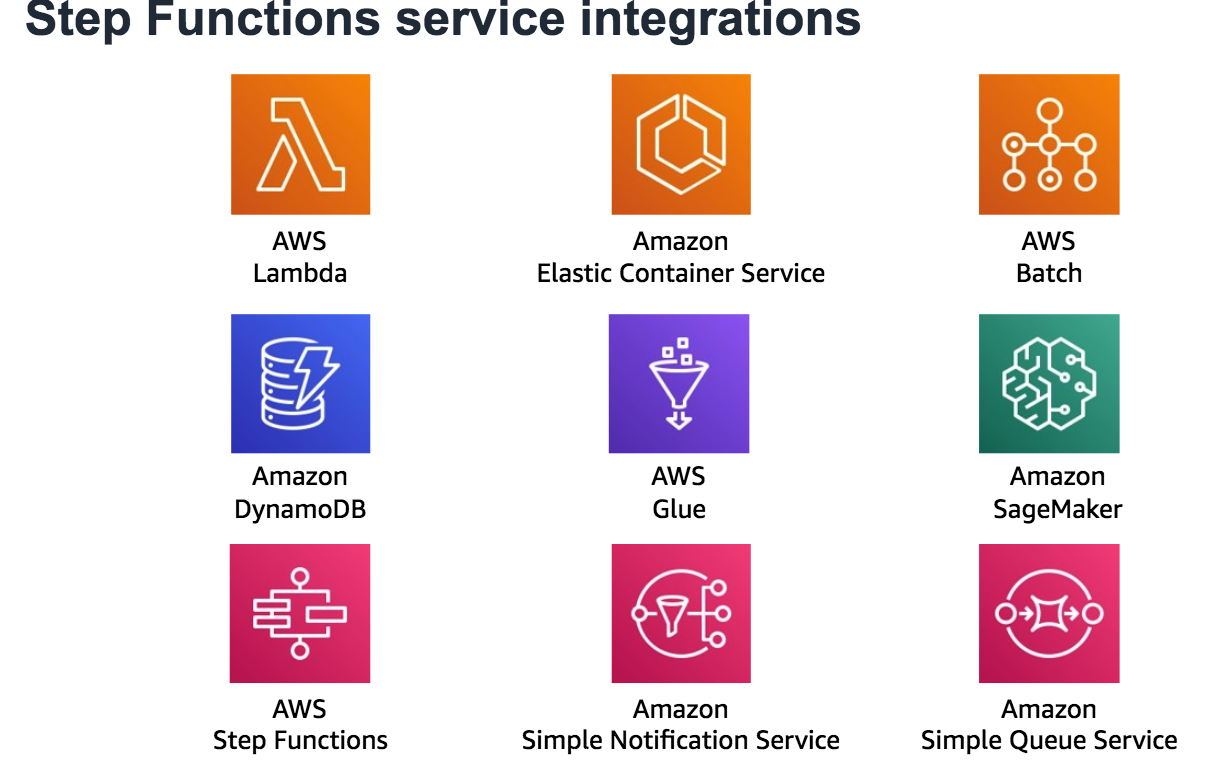 Step Functions service integrations
AWS
Lambda
Amazon
Elastic Container Service
AWS
Batch
Amazon
DynamoDB
AWS
Glue
Amazon
SageMaker
AWS
Step Functions
Amazon
Simple Notification Service
Amazon
Simple Queue Service